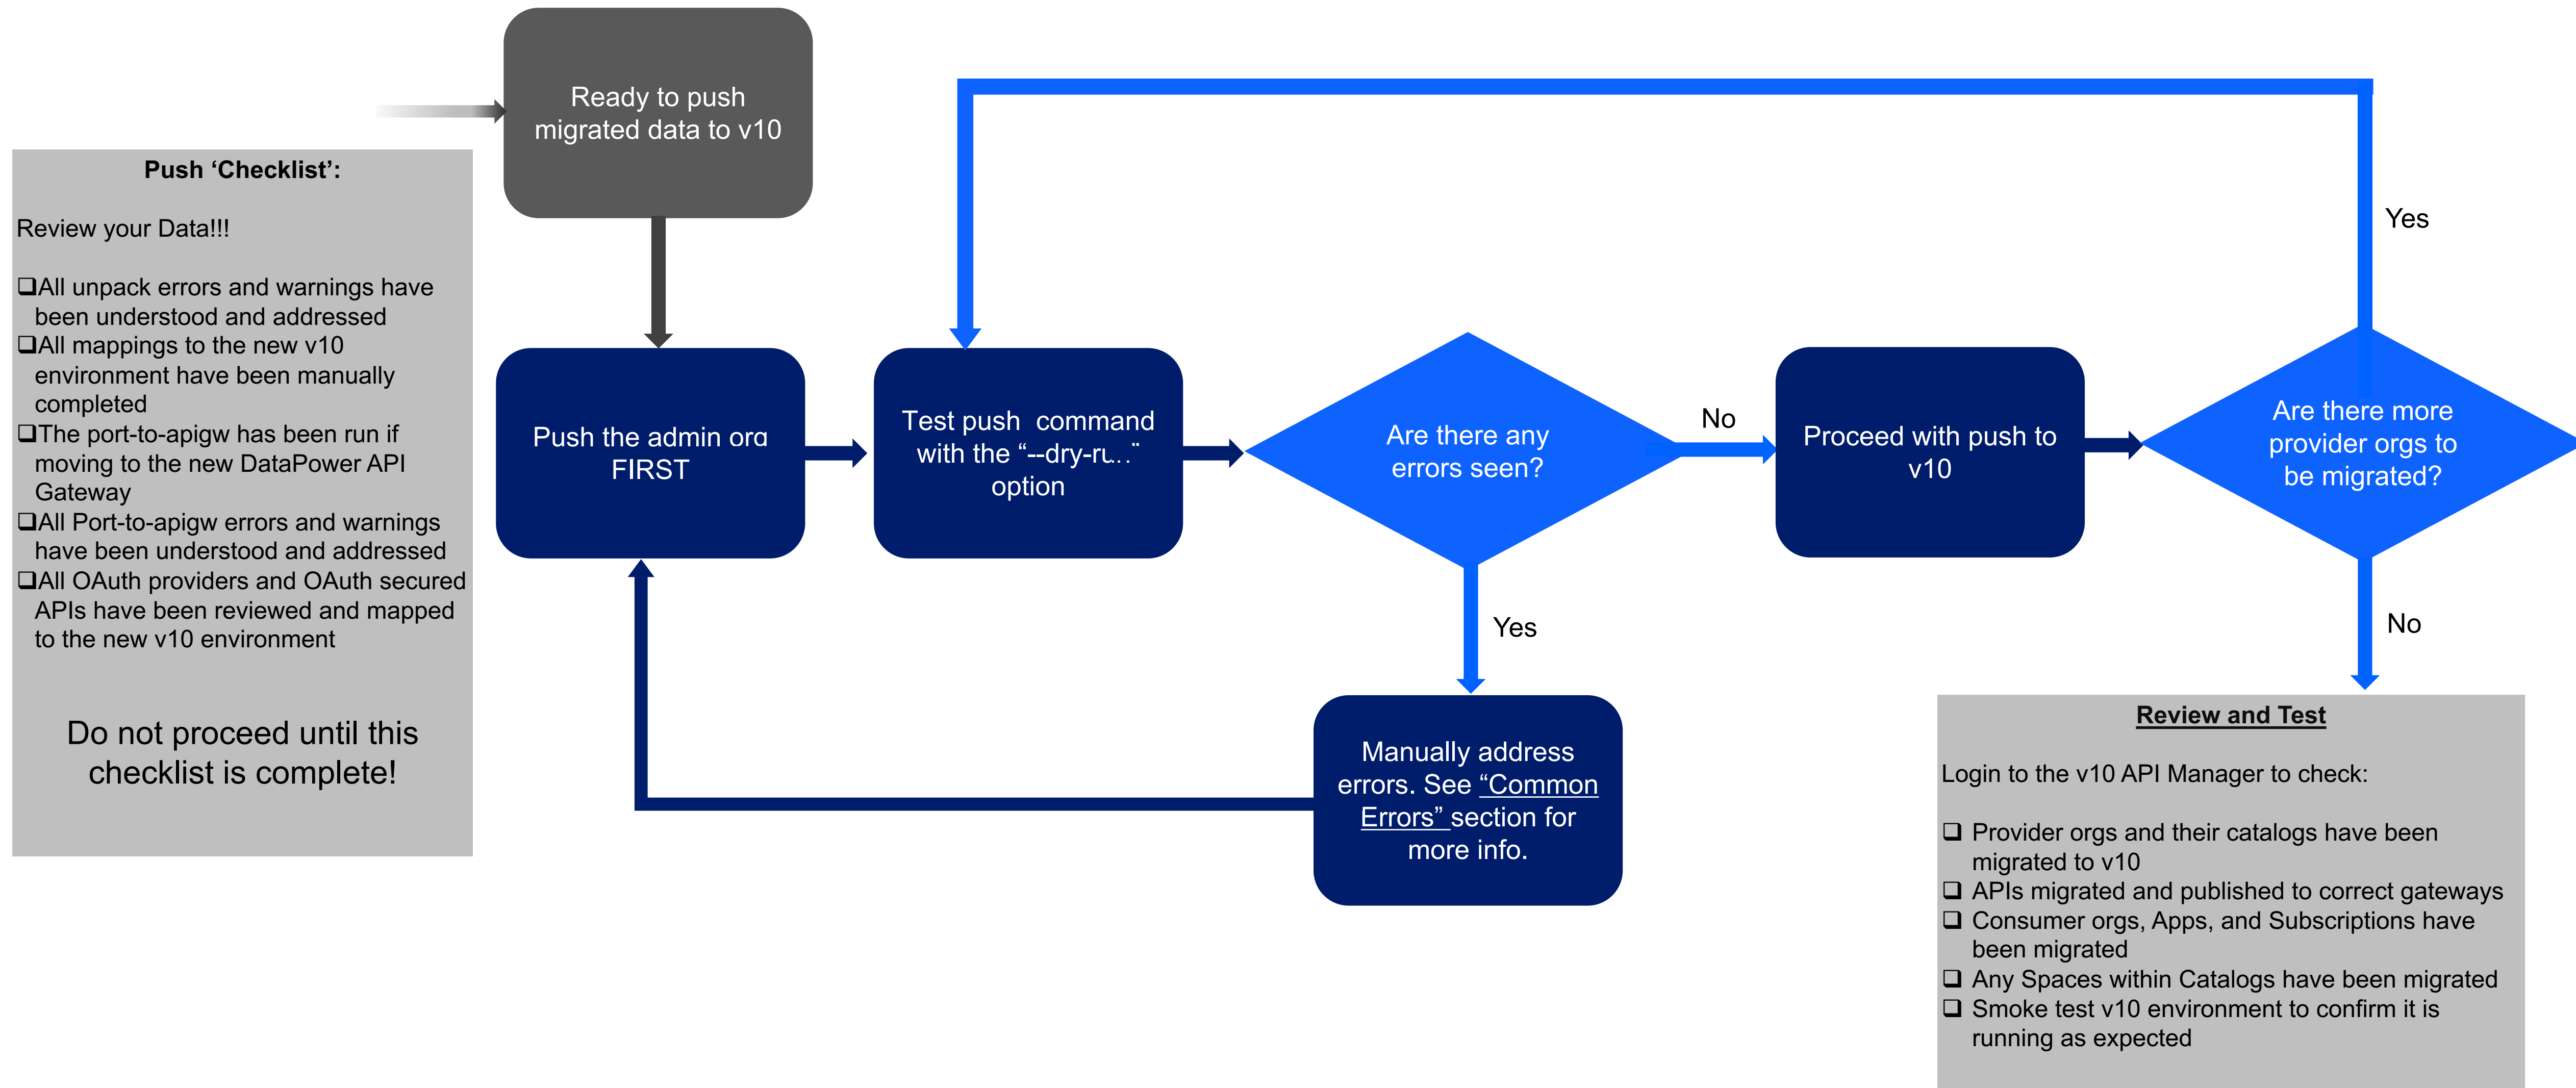 Ready to push
migrated data to v10
Push ‘Checklist’:
Review your Data!!!
❑All unpack errors and warnings have
been understood and addressed
❑All mappings to the new v10
environment have been manually
completed
❑The port-to-apigw has been run if
moving to the new DataPower API
Gateway
❑All Port-to-apigw errors and warnings
have been understood and addressed
❑All OAuth providers and OAuth secured
APIs have been reviewed and mapped
to the new v10 environment
Do not proceed until this
checklist is complete!
Push the admin org
FIRST
Test push  command
with the “--dry-run”
option
Are there any
errors seen?
No
Proceed with push to
v10
Are there more
provider orgs to
be migrated?
Yes
Yes
No
Manually address
errors. See “Common
Errors” section for
more info.
Review and Test
Login to the v10 API Manager to check:
❑ Provider orgs and their catalogs have been
migrated to v10
❑ APIs migrated and published to correct gateways
❑ Consumer orgs, Apps, and Subscriptions have
been migrated
❑ Any Spaces within Catalogs have been migrated
❑ Smoke test v10 environment to confirm it is
running as expected